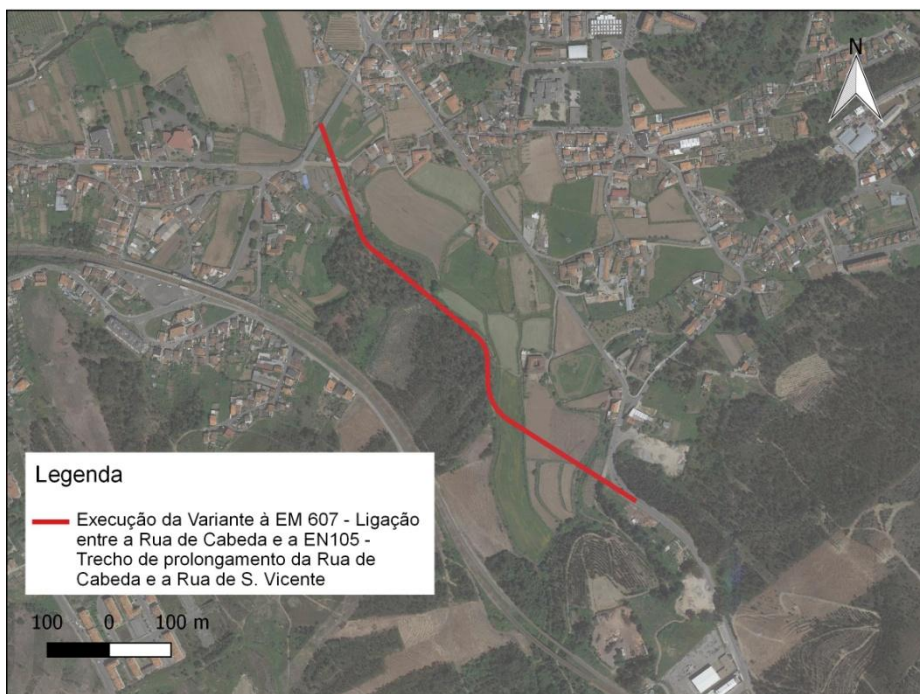 N
Legenda
Execução da Variante à EM 607 - Ligação
entre a Rua de Cabeda e a EN105 -
Trecho de prolongamento da Rua de
Cabeda e a Rua de S. Vicente
100 0 100 m